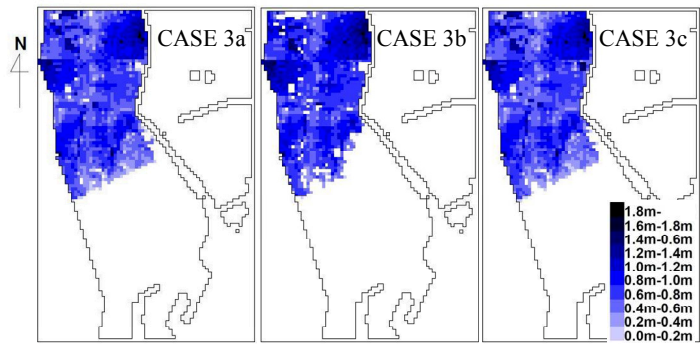 N
CASE 3a
CASE 3b
CASE 3c
1.8m-
1.6m-1.8m
1.4m-0.6m
1.2m-1.4m
1.0m-1.2m
0.8m-1.0m
0.6m-0.8m
0.4m-0.6m
0.2m-0.4m
0.0m-0.2m